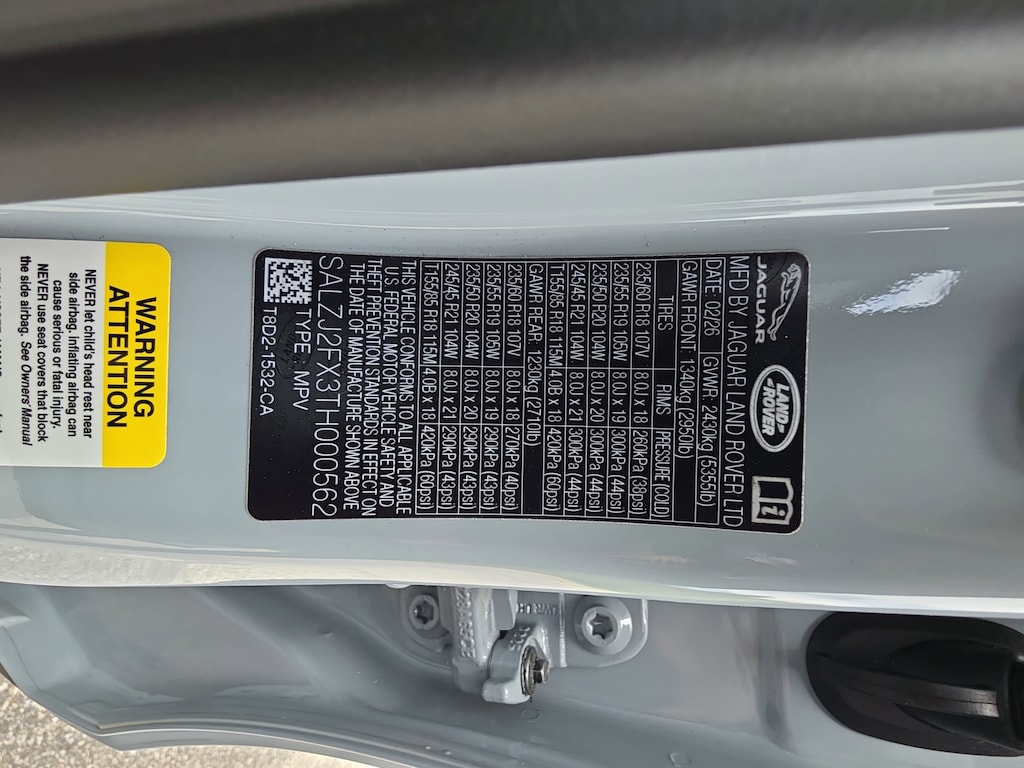 JAGUAR
LAND
ROVER
MFD BY JAGUAR LAND ROVER LTD
DATE: 02/26 GVWR: 2430kg (5355lb)
GAWR FRONT: 1340kg (2950lb)
TIRES RIMS PRESSURE (COLD)
235/60 R18 107V 8.0J x 18 260kPa (38psi)
235/55 R19 105W 8.0J x 19 300kPa (44psi)
235/50 R20 104W 8.0J x 20 300kPa (44psi)
245/45 R21 104W 8.0J x 21 300kPa (44psi)
T155/85 R18 115M 4.0B x 18 420kPa (60psi)
GAWR REAR: 1230kg (2710lb)
235/60 R18 107V 8.0J x 18 270kPa (40psi)
235/55 R19 105W 8.0J x 19 290kPa (43psi)
235/50 R20 104W 8.0J x 20 290kPa (43psi)
245/45 R21 104W 8.0J x 21 290kPa (43psi)
T155/85 R18 115M 4.0B x 18 420kPa (60psi)
THIS VEHICLE CONFORMS TO ALL APPLICABLE
U.S. FEDERAL MOTOR VEHICLE SAFETY AND
THEFT PREVENTION STANDARDS IN EFFECT ON
THE DATE OF MANUFACTURE SHOWN ABOVE
SALZJ2FX3TH000562
TYPE: MPV
T8D2-1532-CA
WARNING
ATTENTION
NEVER let child's head rest near
side airbag, inflating airbag can
cause serious or fatal injury.
NEVER use seat covers that block
the side airbag. See Owners' Manual